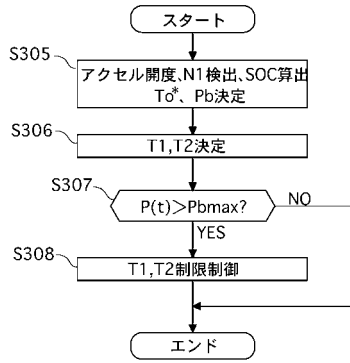 スタート
S305
アクセル開度、N1検出、SOC算出
To*、Pb決定
S306
T1,T2決定
S307
P(t)>Pbmax?
NO
YES
S308
T1,T2制限制御
エンド